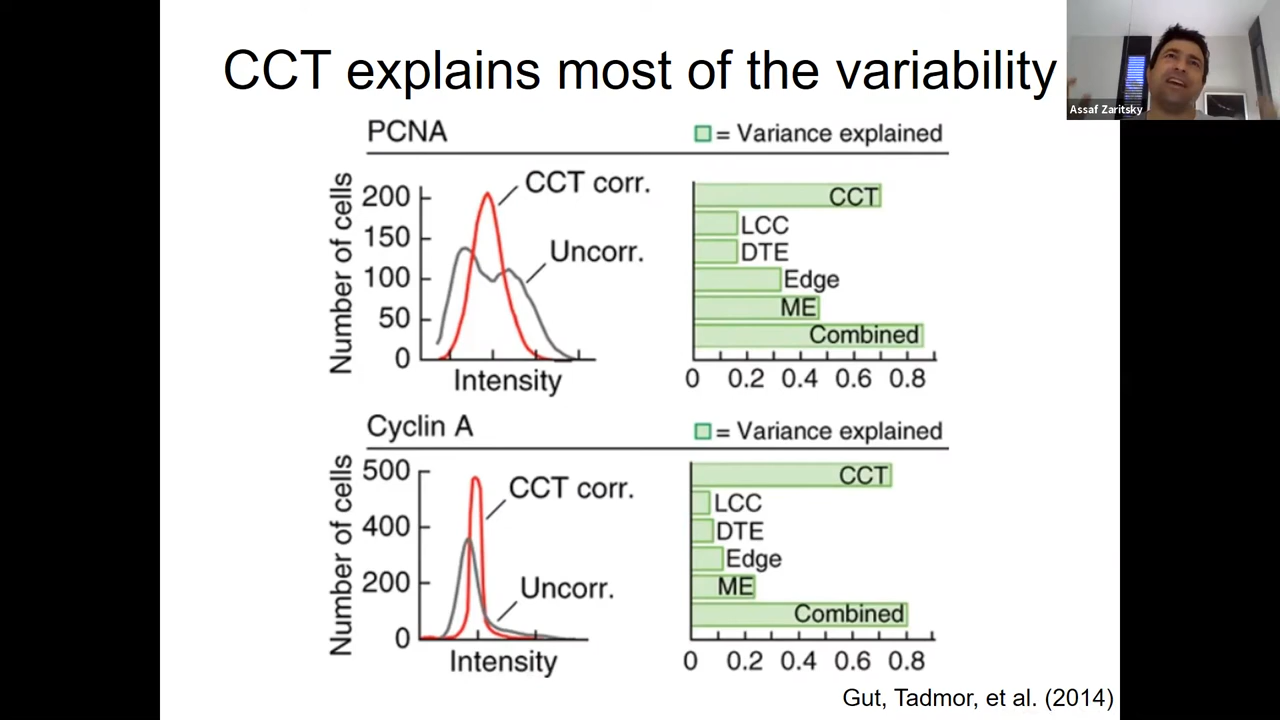 CCT explains most of the variability
Assaf Zaritsky
PCNA
= Variance explained
Number of cells
200
150
100
50
0
CCT corr.
Uncorr.
Intensity
CCT
LCC
DTE
Edge
ME
Combined
0 0.2 0.4 0.6 0.8
Cyclin A
= Variance explained
Number of cells
500
400
200
0
CCT corr.
Uncorr.
Intensity
CCT
LCC
DTE
Edge
ME
Combined
0 0.2 0.4 0.6 0.8
Gut, Tadmor, et al. (2014)